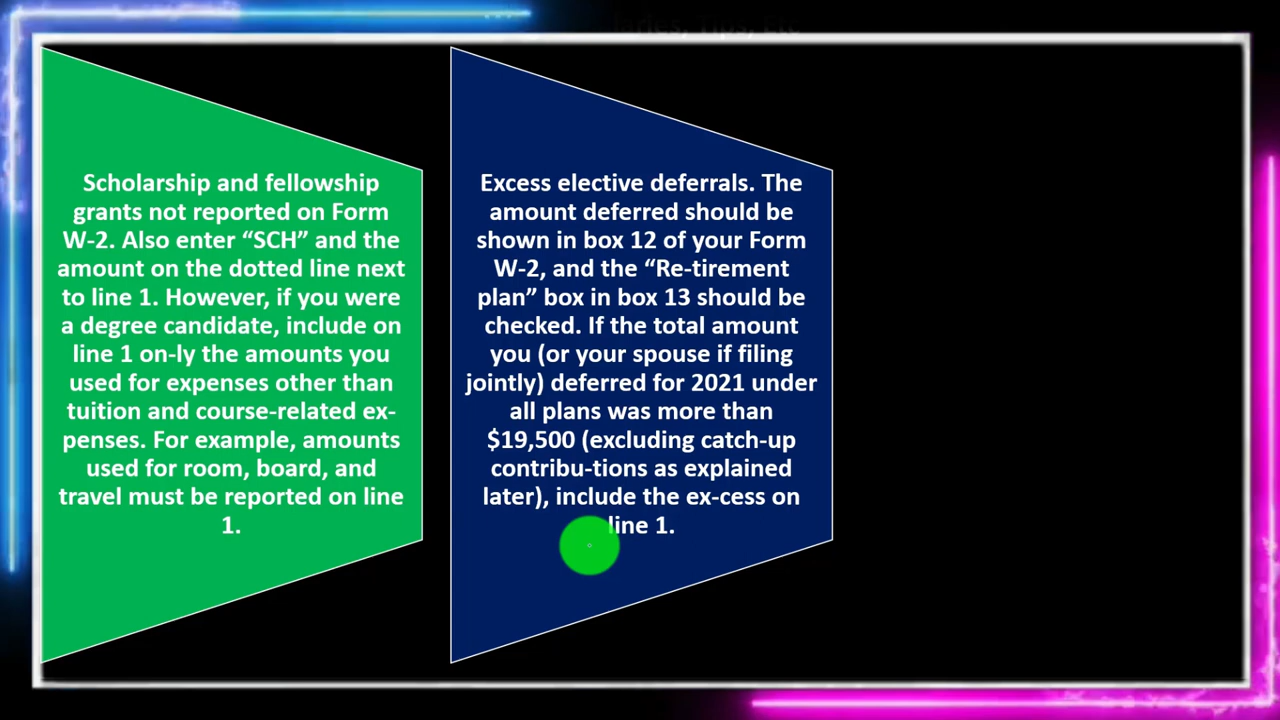 laries, Tips, Etc
Scholarship and fellowship
grants not reported on Form
W-2. Also enter “SCH” and the
amount on the dotted line next
to line 1. However, if you were
a degree candidate, include on
line 1 on-ly the amounts you
used for expenses other than
tuition and course-related ex-
penses. For example, amounts
used for room, board, and
travel must be reported on line
1.
Excess elective deferrals. The
amount deferred should be
shown in box 12 of your Form
W-2, and the “Re-tirement
plan” box in box 13 should be
checked. If the total amount
you (or your spouse if filing
jointly) deferred for 2021 under
all plans was more than
$19,500 (excluding catch-up
contribu-tions as explained
later), include the ex-cess on
line 1.